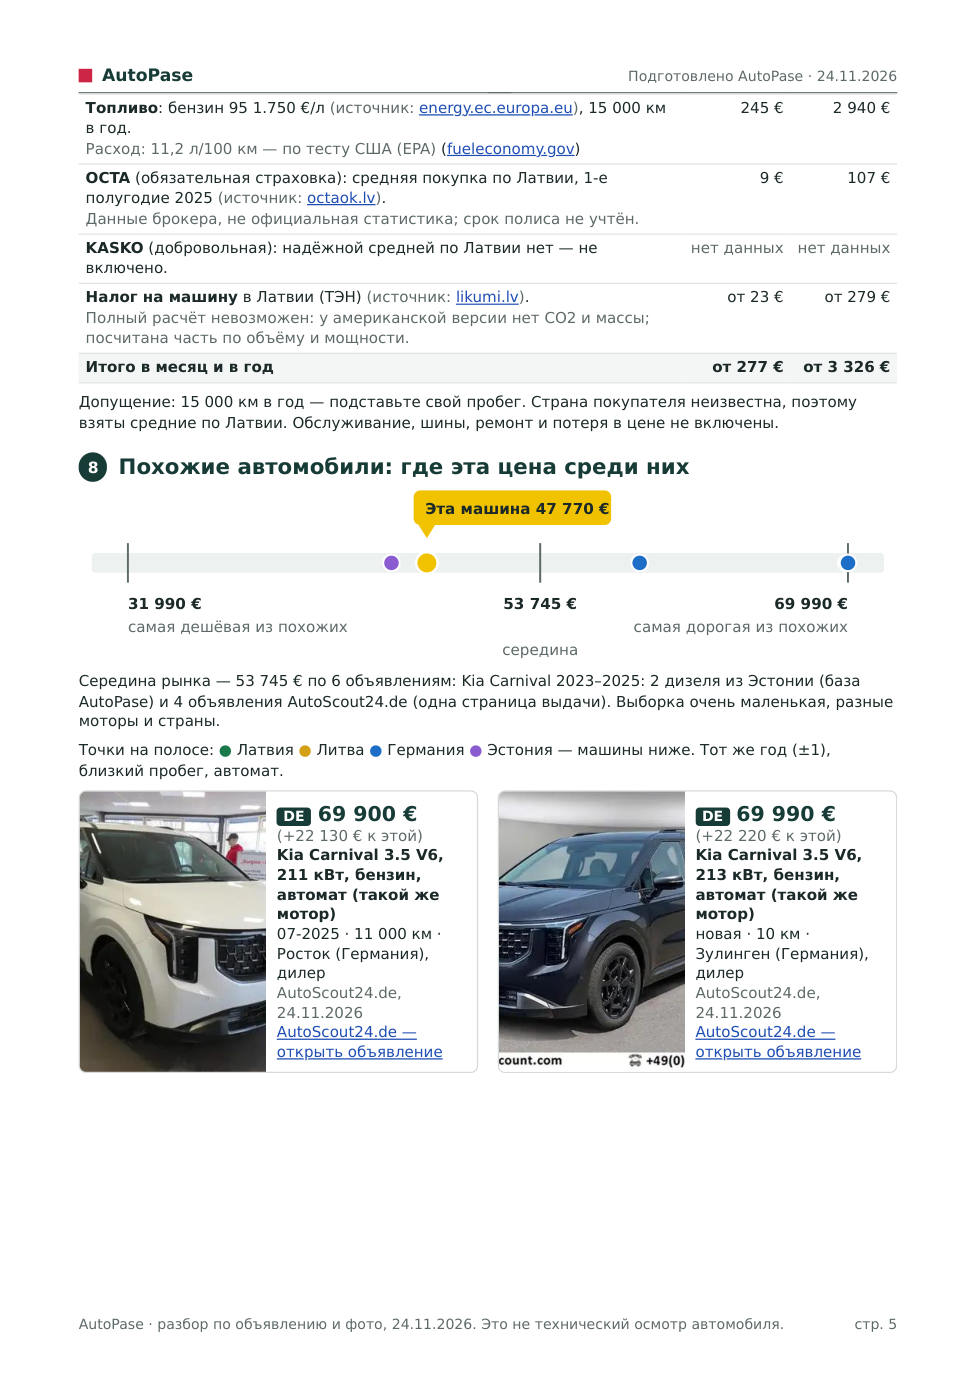 AutoPase
Подготовлено AutoPase · 24.11.2026
Топливо: бензин 95 1.750 €/л (источник: energy.ec.europa.eu), 15 000 км 245 € 2 940 €
в год.
Расход: 11,2 л/100 км — по тесту США (EPA) (fueleconomy.gov)
ОСТА (обязательная страховка): средняя покупка по Латвии, 1-е 9 € 107 €
полугодие 2025 (источник: octaok.lv).
Данные брокера, не официальная статистика; срок полиса не учтён.
KASKO (добровольная): надёжной средней по Латвии нет — не нет данных нет данных
включено.
Налог на машину в Латвии (ТЭН) (источник: likumi.lv). от 23 € от 279 €
Полный расчёт невозможен: у американской версии нет CO2 и массы;
посчитана часть по объёму и мощности.
Итого в месяц и в год от 277 € от 3 326 €
Допущение: 15 000 км в год — подставьте свой пробег. Страна покупателя неизвестна, поэтому
взяты средние по Латвии. Обслуживание, шины, ремонт и потеря в цене не включены.
8 Похожие автомобили: где эта цена среди них
Эта машина 47 770 €
31 990 € 53 745 € 69 990 €
самая дешёвая из похожих самая дорогая из похожих
середина
Середина рынка — 53 745 € по 6 объявлениям: Kia Carnival 2023–2025: 2 дизеля из Эстонии (база
AutoPase) и 4 объявления AutoScout24.de (одна страница выдачи). Выборка очень маленькая, разные
моторы и страны.
Точки на полосе: Латвия Литва Германия Эстония — машины ниже. Тот же год (±1),
близкий пробег, автомат.
DE 69 900 €
(+22 130 € к этой)
Kia Carnival 3.5 V6,
211 кВт, бензин,
автомат (такой же
мотор)
07-2025 · 11 000 км ·
Росток (Германия),
дилер
AutoScout24.de,
24.11.2026
AutoScout24.de —
открыть объявление
DE 69 990 €
(+22 220 € к этой)
Kia Carnival 3.5 V6,
213 кВт, бензин,
автомат (такой же
мотор)
новая · 10 км ·
Зулинген (Германия),
дилер
AutoScout24.de,
24.11.2026
AutoScout24.de —
открыть объявление
count.com +49(0)
AutoPase · разбор по объявлению и фото, 24.11.2026. Это не технический осмотр автомобиля. стр. 5